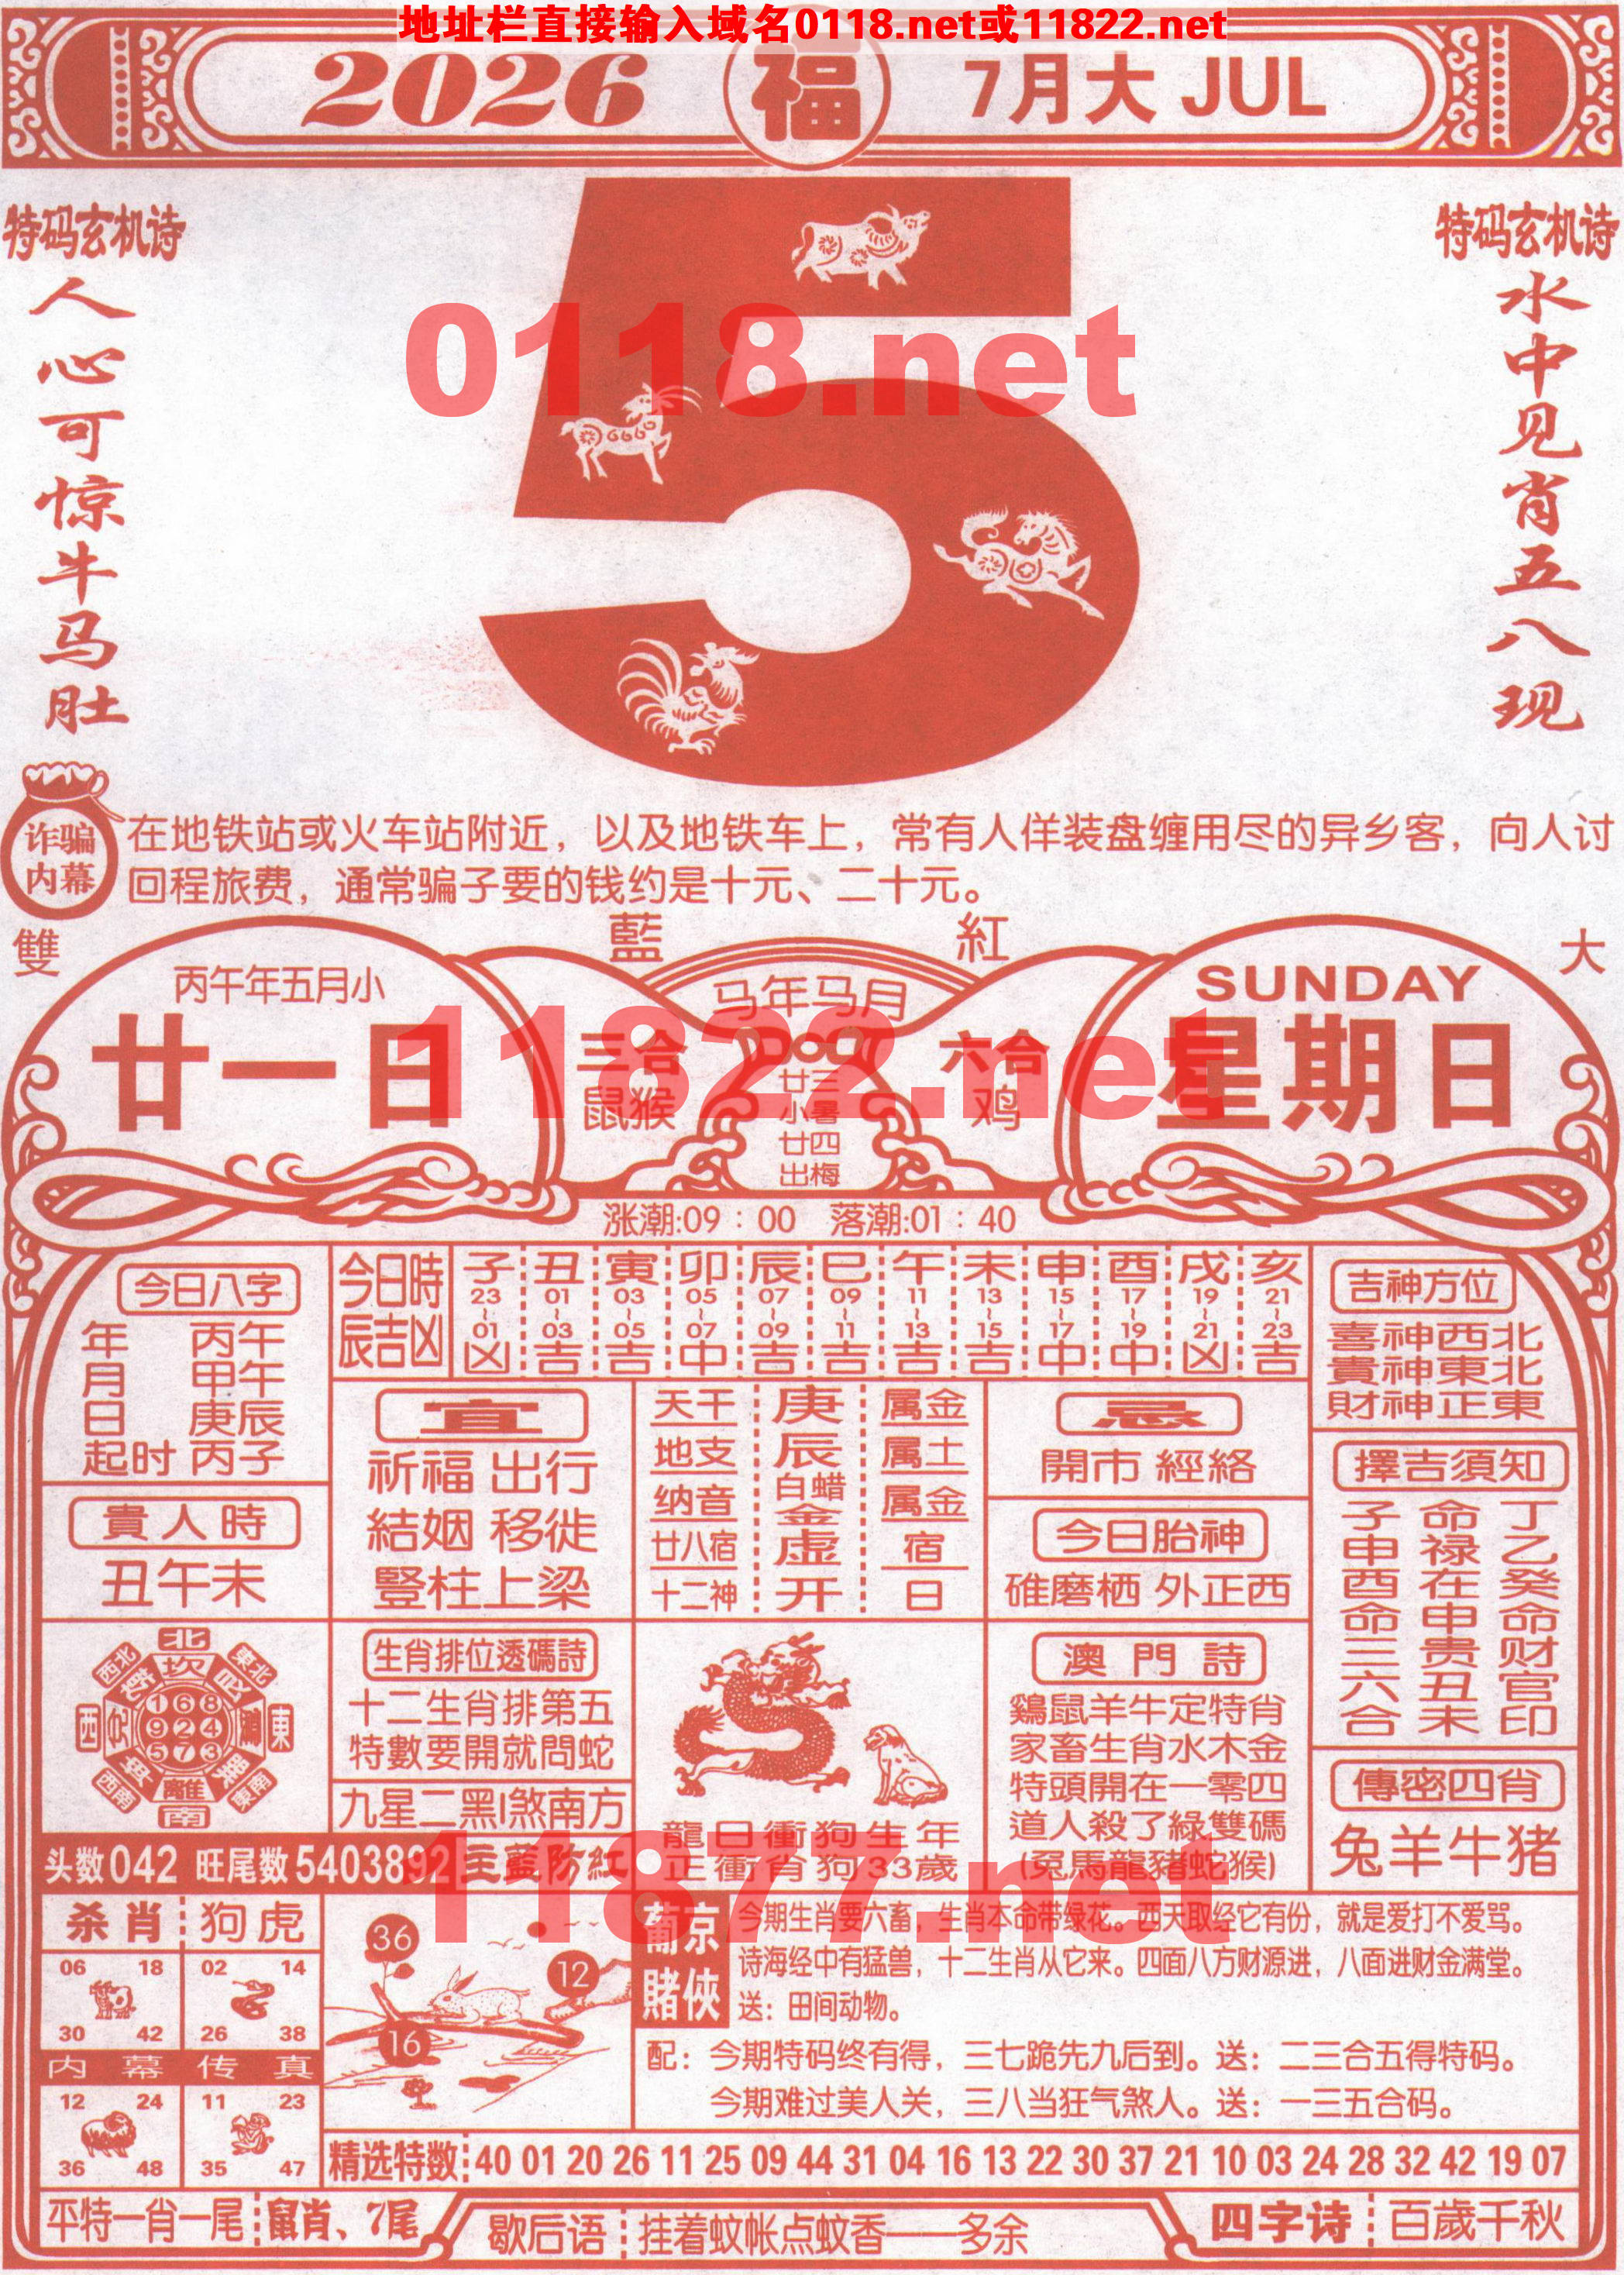 地址栏直接输入域名0118.net或11822.net
2026 福 7月大 JUL
特码玄机诗
人心可惊牛马肚
特码玄机诗
水中见肖五八现
5
0118.net
诈骗内幕
在地铁站或火车站附近，以及地铁车上，常有人佯装盘缠用尽的异乡客，向人讨
回程旅费，通常骗子要的钱约是十元、二十元。
雙 藍 紅 大
丙午年五月小
廿一日
三合
鼠猴
马年马月
廿三
小暑
廿四
出梅
六合
鸡
SUNDAY
星期日
11822.net
涨潮:09：00 落潮:01：40
今日八字
年 丙午
月 甲午
日 庚辰
起时 丙子
貴人時
丑午未
今日時
辰吉凶
子 丑 寅 卯 辰 巳 午 未 申 酉 戌 亥
23 01 03 05 07 09 11 13 15 17 19 21
~ ~ ~ ~ ~ ~ ~ ~ ~ ~ ~ ~
01 03 05 07 09 11 13 15 17 19 21 23
凶 吉 吉 中 吉 吉 吉 吉 中 中 凶 吉
宜
祈福 出行
結姻 移徙
豎柱上梁
天干 庚 属金
地支 辰 属土
纳音 白蜡金 属金
廿八宿 虚 宿
十二神 开 日
忌
開市 經絡
今日胎神
碓磨栖 外正西
吉神方位
喜神西北
貴神東北
財神正東
擇吉須知
丁乙癸命财官印
命禄在申贵丑未
子申酉命三六合
北
西北 東北
坎
西 東
168
924
573
離
西南 東南
南
生肖排位透碼詩
十二生肖排第五
特數要開就問蛇
九星二黑|煞南方
龍日衝狗生年
正衝肖狗33歲
澳門詩
鷄鼠羊牛定特肖
家畜生肖水木金
特頭開在一零四
道人殺了綠雙碼
(兔馬龍豬蛇猴)
傳密四肖
兔羊牛猪
头数042 旺尾数5403892 主藍防紅
11877.net
杀肖 狗虎
06 18 02 14
30 42 26 38
内幕传真
12 24 11 23
36 48 35 47
36
12
16
葡京賭侠
今期生肖要六畜，生肖本命带绿花。西天取经它有份，就是爱打不爱骂。
诗海经中有猛兽，十二生肖从它来。四面八方财源进，八面进财金满堂。
送：田间动物。
配：今期特码终有得，三七跪先九后到。送：二三合五得特码。
今期难过美人关，三八当狂气煞人。送：一三五合码。
精选特数 40 01 20 26 11 25 09 44 31 04 16 13 22 30 37 21 10 03 24 28 32 42 19 07
平特一肖一尾 鼠肖、7尾
歇后语 挂着蚊帐点蚊香——多余
四字诗 百歲千秋